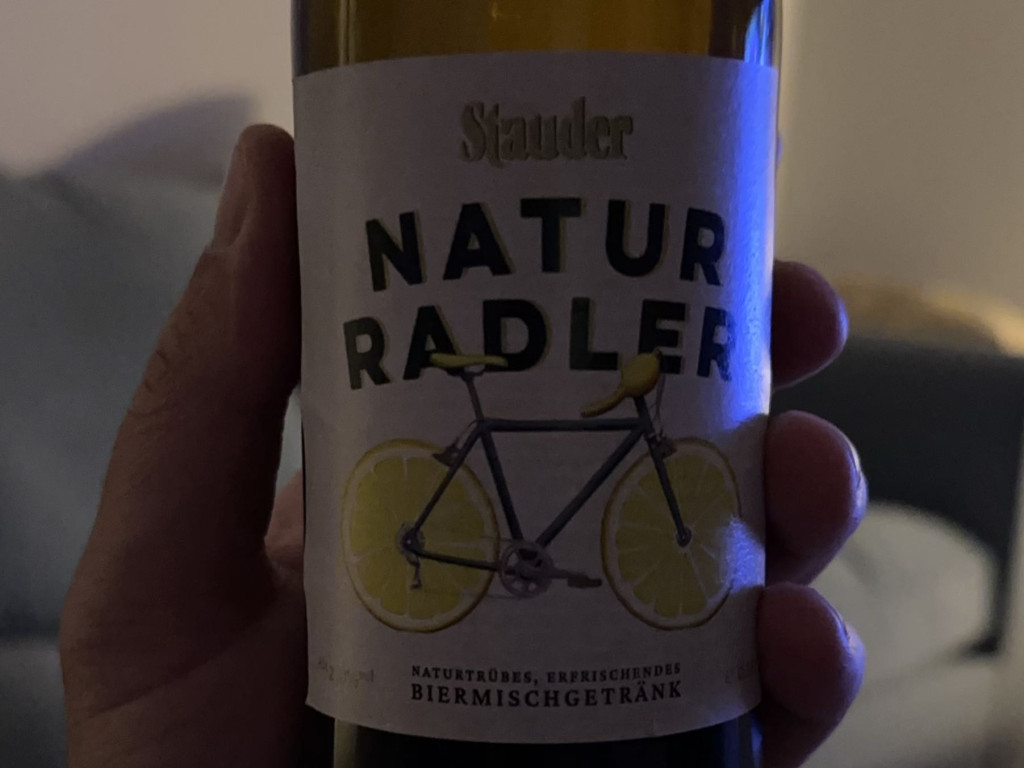 Stauder
NATUR
RADLER
NATURTRÜBES, ERFRISCHENDES
BIERMISCHGETRÄNK